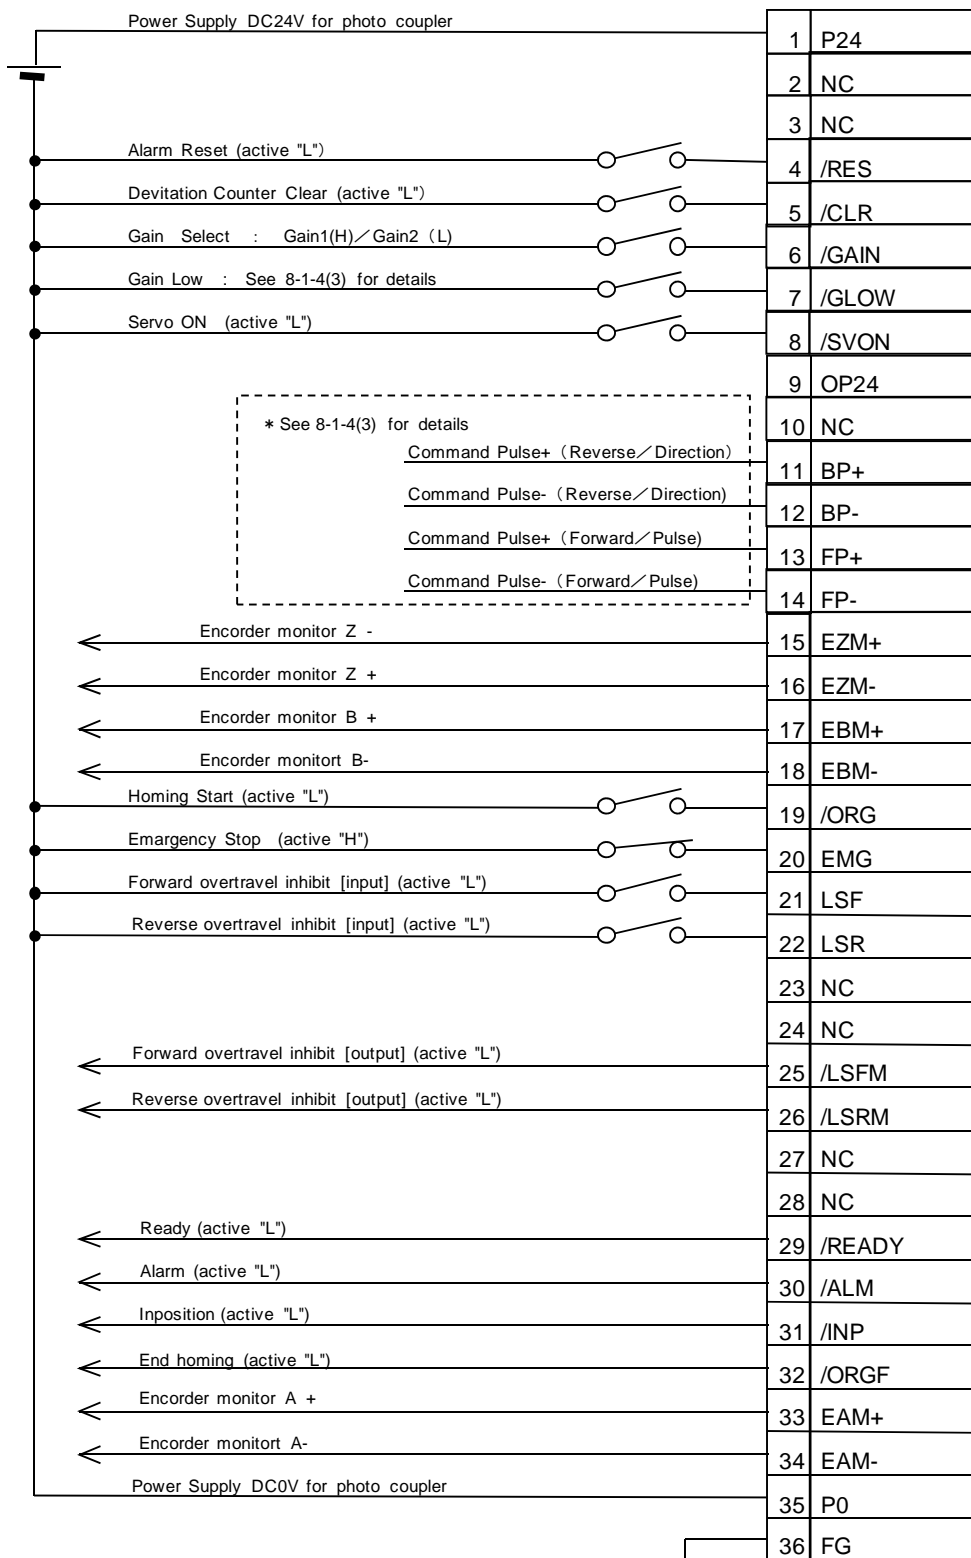 Power Supply DC24V for photo coupler
1 P24
2 NC
3 NC
Alarm Reset (active "L")
4 /RES
Devitation Counter Clear (active "L")
5 /CLR
Gain Select : Gain1(H)/Gain2 (L)
6 /GAIN
Gain Low : See 8-1-4(3) for details
7 /GLOW
Servo ON (active "L")
8 /SVON
9 OP24
* See 8-1-4(3) for details
10 NC
Command Pulse+ (Reverse/Direction)
11 BP+
Command Pulse- (Reverse/Direction)
12 BP-
Command Pulse+ (Forward/Pulse)
13 FP+
Command Pulse- (Forward/Pulse)
14 FP-
Encorder monitor Z -
15 EZM+
Encorder monitor Z +
16 EZM-
Encorder monitor B +
17 EBM+
Encorder monitort B-
18 EBM-
Homing Start (active "L")
19 /ORG
Emargency Stop (active "H")
20 EMG
Forward overtravel inhibit [input] (active "L")
21 LSF
Reverse overtravel inhibit [input] (active "L")
22 LSR
23 NC
24 NC
Forward overtravel inhibit [output] (active "L")
25 /LSFM
Reverse overtravel inhibit [output] (active "L")
26 /LSRM
27 NC
28 NC
Ready (active "L")
29 /READY
Alarm (active "L")
30 /ALM
Inposition (active "L")
31 /INP
End homing (active "L")
32 /ORGF
Encorder monitor A +
33 EAM+
Encorder monitort A-
34 EAM-
Power Supply DC0V for photo coupler
35 P0
36 FG